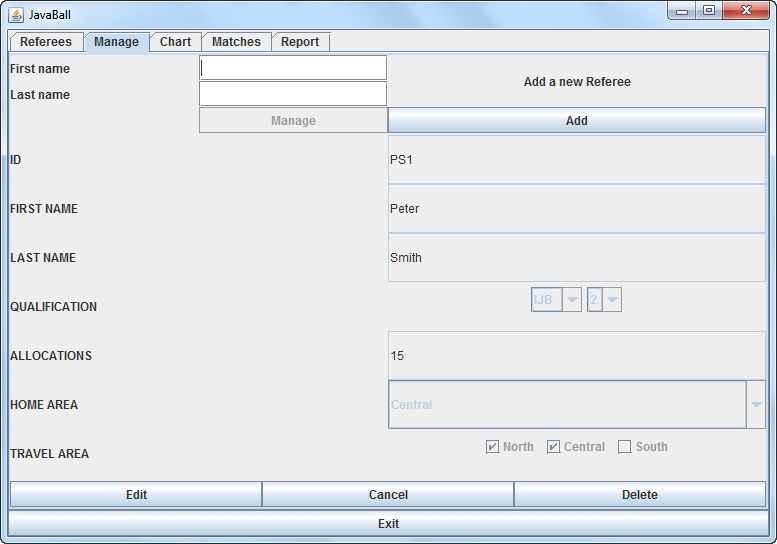 JavaBall
Referees Manage Chart Matches Report
First name
Add a new Referee
Last name
Manage Add
ID PS1
FIRST NAME Peter
LAST NAME Smith
QUALIFICATION IJB 2
ALLOCATIONS 15
HOME AREA Central
TRAVEL AREA North Central South
Edit Cancel Delete
Exit